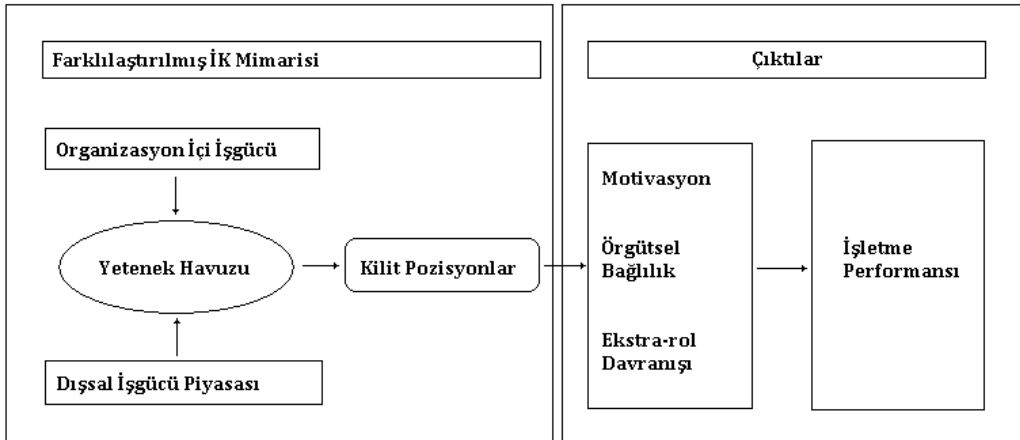 Farklılaştırılmış İK Mimarisi
Organizasyon İçi İşgücü
Yetenek Havuzu
Kilit Pozisyonlar
Dışsal İşgücü Piyasası
Çıktılar
Motivasyon
Örgütsel
Bağlılık
Ekstra-rol
Davranışı
İşletme
Performansı